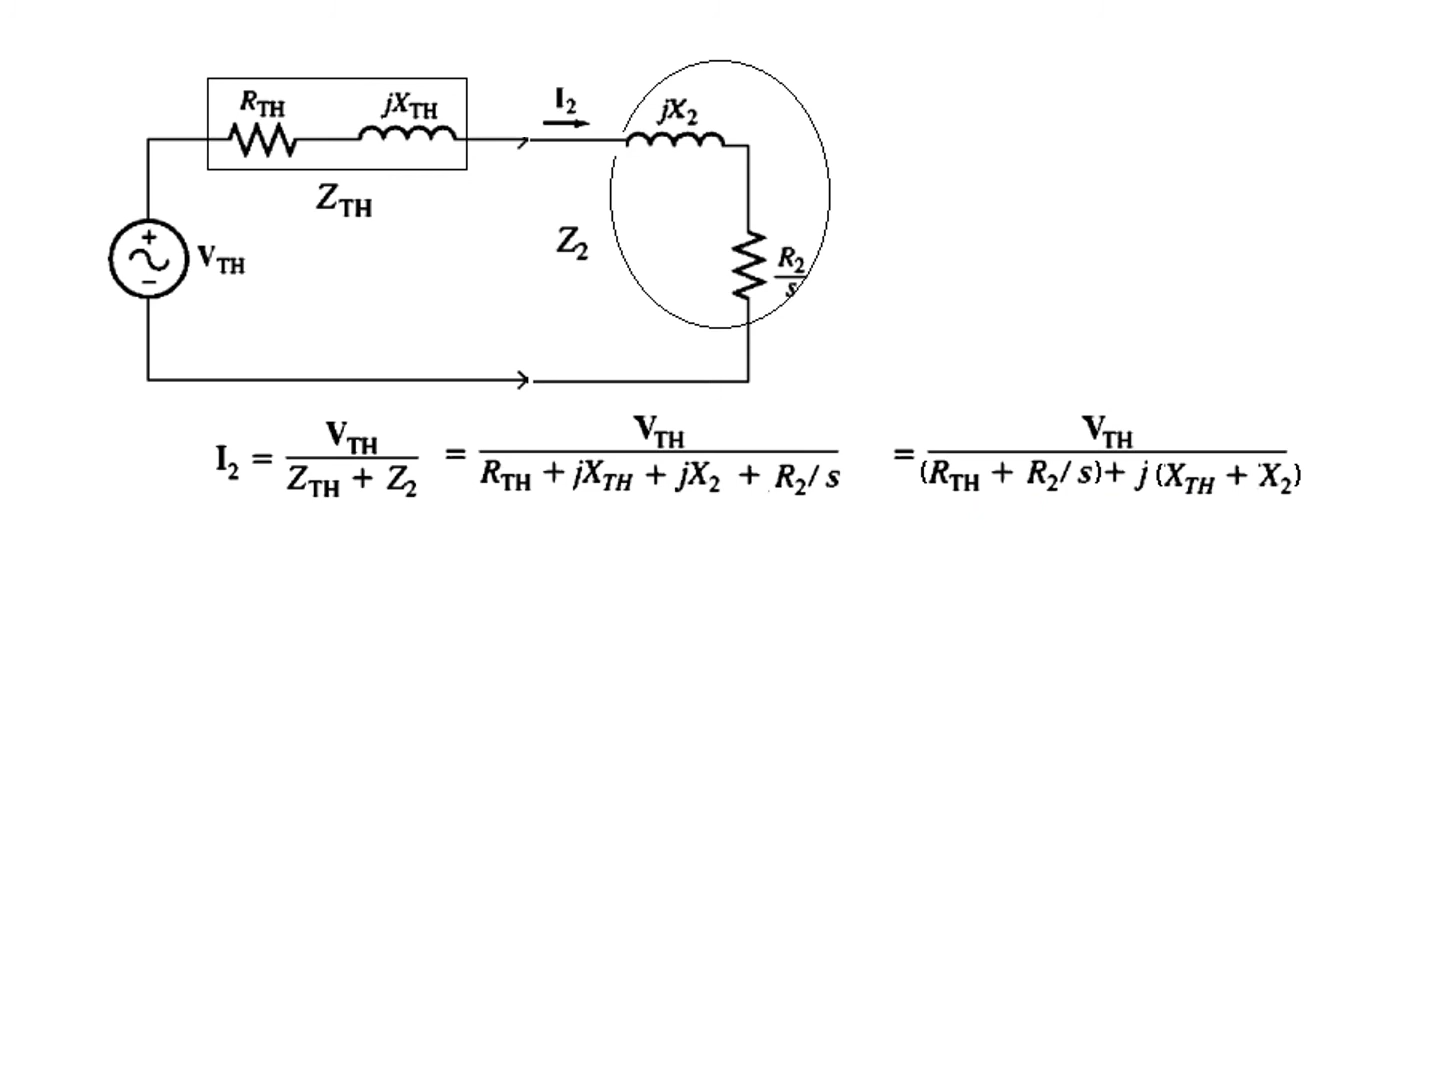 R_TH jX_TH I_2 jX_2
Z_TH
Z_2
+
V_TH
−
R_2/s
I_2 = V_TH / (Z_TH + Z_2) = V_TH / (R_TH + jX_TH + jX_2 + R_2/s) = V_TH / ((R_TH + R_2/s) + j(X_TH + X_2))